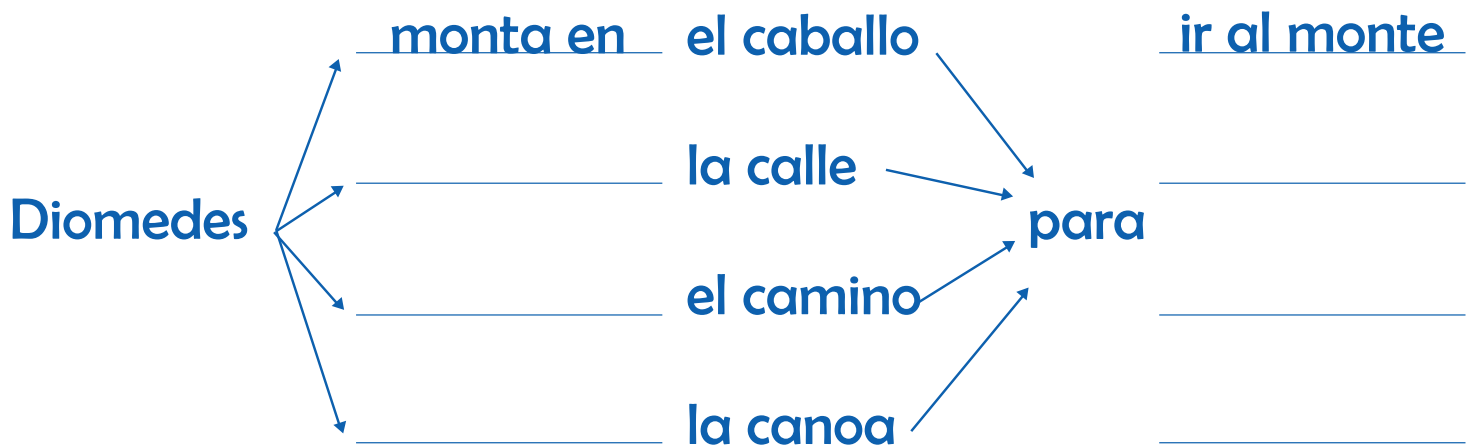 monta en el caballo ir al monte
la calle
Diomedes para
el camino
la canoa